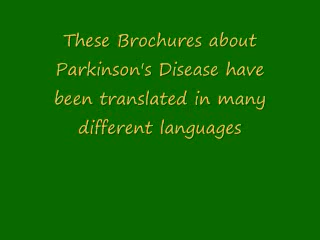 These Brochures about
Parkinson's Disease have
been translated in many
different languages